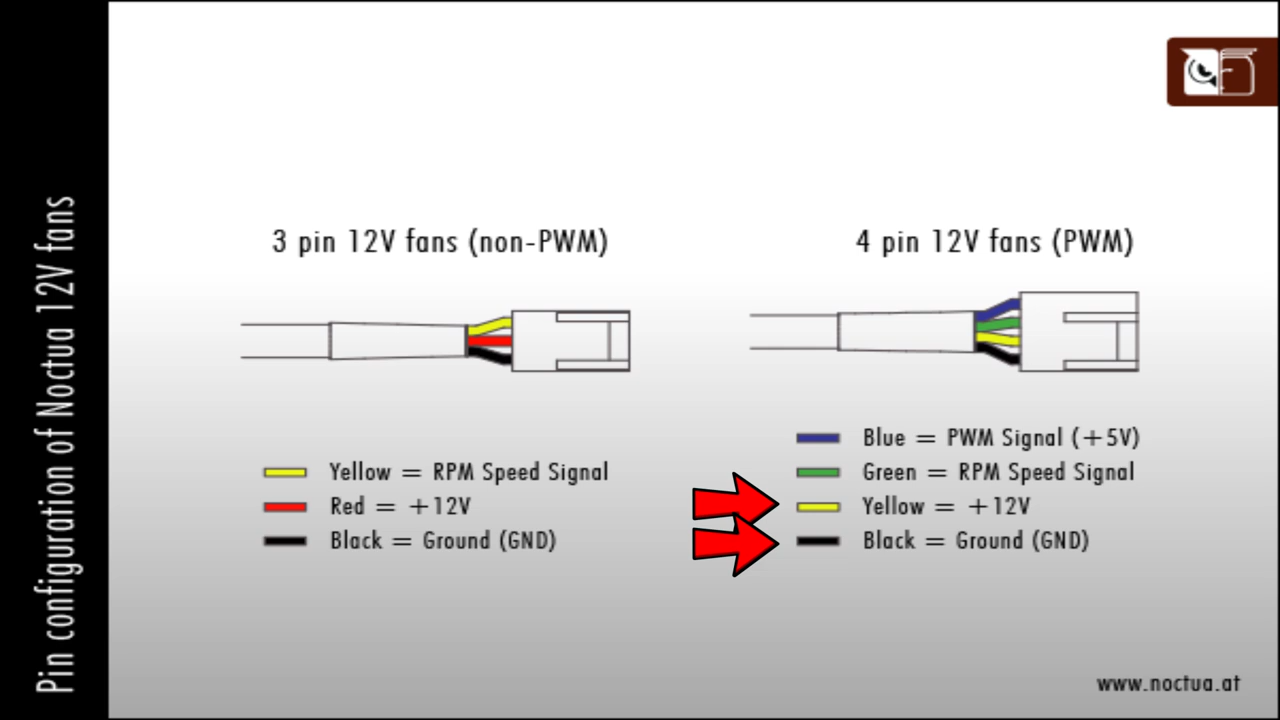 Pin configuration of Noctua 12V fans
3 pin 12V fans (non-PWM)
Yellow = RPM Speed Signal
Red = +12V
Black = Ground (GND)
4 pin 12V fans (PWM)
Blue = PWM Signal (+5V)
Green = RPM Speed Signal
Yellow = +12V
Black = Ground (GND)
www.noctua.at